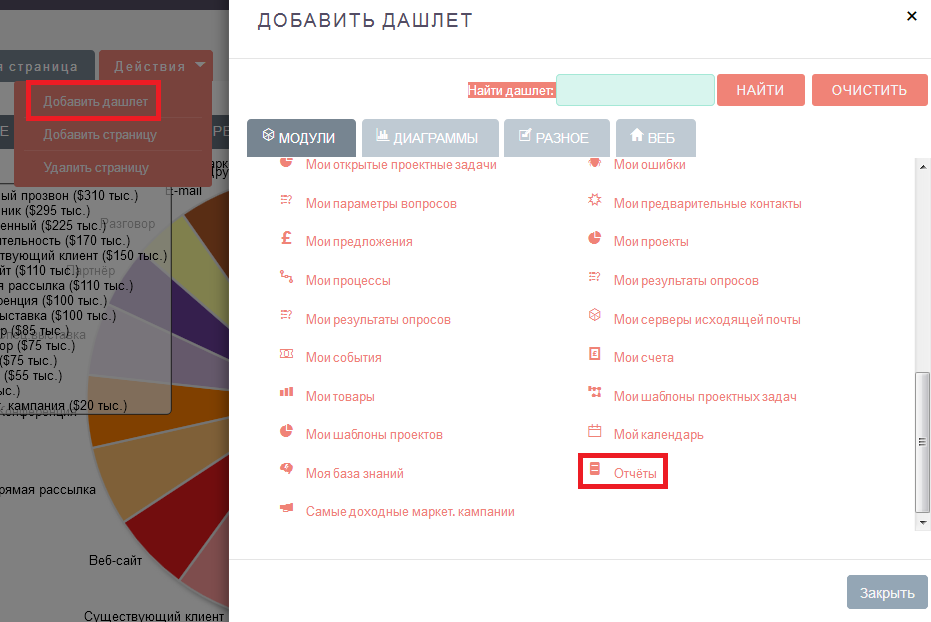 ДОБАВИТЬ ДАШЛЕТ
×
я страница
Действия
Добавить дашлет
Добавить страницу
Удалить страницу
Найти дашлет:
НАЙТИ
ОЧИСТИТЬ
МОДУЛИ
ДИАГРАММЫ
РАЗНОЕ
ВЕБ
Мои открытые проектные задачи
Мои ошибки
Мои параметры вопросов
Мои предварительные контакты
Мои предложения
Мои проекты
Мои процессы
Мои результаты опросов
Мои результаты опросов
Мои серверы исходящей почты
Мои события
Мои счета
Мои товары
Мои шаблоны проектных задач
Мои шаблоны проектов
Мой календарь
Моя база знаний
Отчёты
Самые доходные маркет. кампании
Закрыть
E-mail
ый прозвон ($310 тыс.)
ник ($295 тыс.)
енный ($225 тыс.)
Разговор
тельность ($170 тыс.)
твующий клиент ($150 тыс.)
йт ($110 тыс.)
Партнёр
я рассылка ($110 тыс.)
ренция ($100 тыс.)
ыставка ($100 тыс.)
р ($85 тыс.)
ор ($75 тыс.)
($75 тыс.)
($55 тыс.)
ыс.)
. кампания ($20 тыс.)
рямая рассылка
Веб-сайт
Существующий клиент